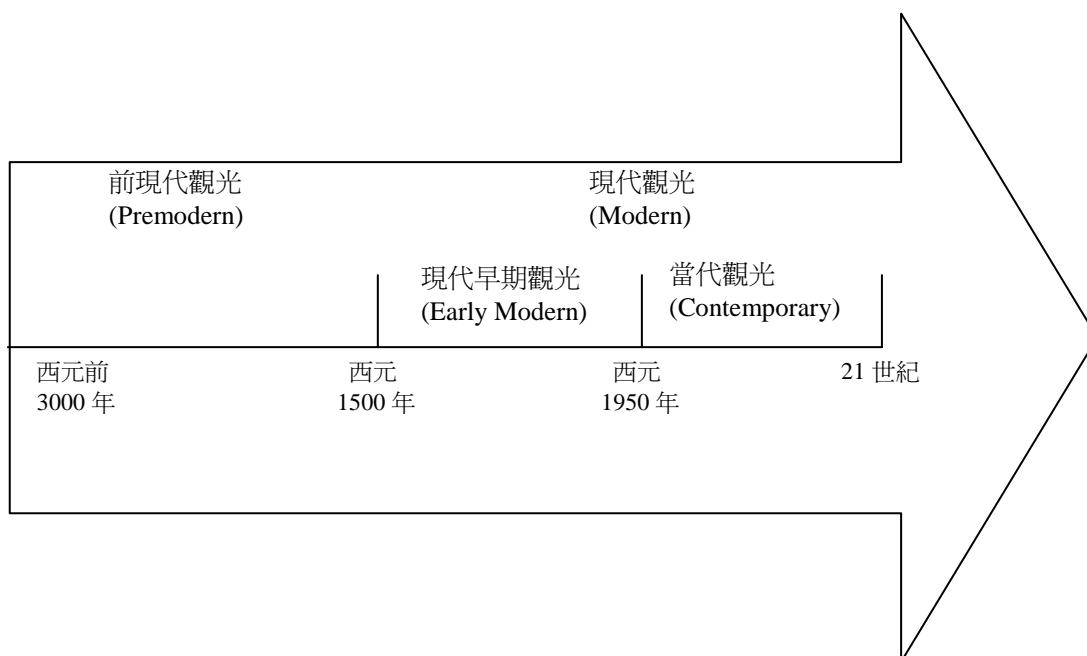 前現代觀光
(Premodern)
現代觀光
(Modern)
現代早期觀光
(Early Modern)
當代觀光
(Contemporary)
西元前
3000 年
西元
1500 年
西元
1950 年
21 世紀